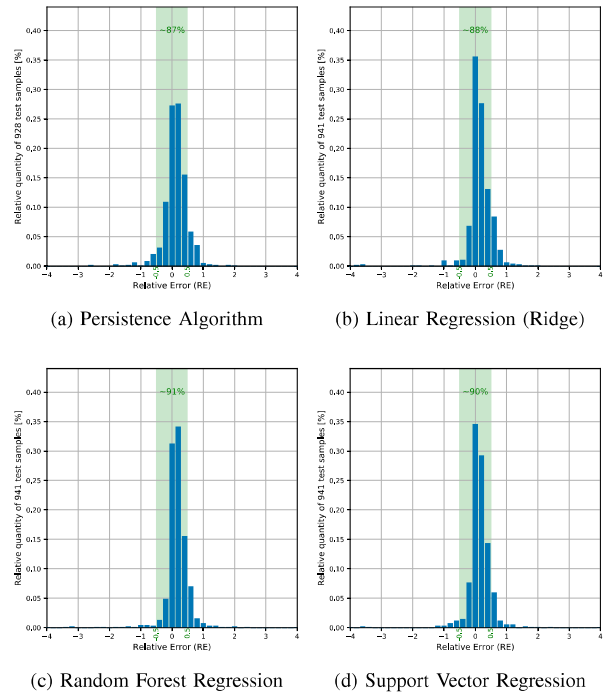 ~87%
0,40
0,35
0,30
0,25
0,20
0,15
0,10
0,05
0,00
Relative quantity of 928 test samples [%]
−4 −3 −2 −1 −0.5 0 0.5 1 2 3 4
Relative Error (RE)
(a) Persistence Algorithm
~88%
0,40
0,35
0,30
0,25
0,20
0,15
0,10
0,05
0,00
Relative quantity of 941 test samples [%]
−4 −3 −2 −1 −0.5 0 0.5 1 2 3 4
Relative Error (RE)
(b) Linear Regression (Ridge)
~91%
0,40
0,35
0,30
0,25
0,20
0,15
0,10
0,05
0,00
Relative quantity of 941 test samples [%]
−4 −3 −2 −1 −0.5 0 0.5 1 2 3 4
Relative Error (RE)
(c) Random Forest Regression
~90%
0,40
0,35
0,30
0,25
0,20
0,15
0,10
0,05
0,00
Relative quantity of 941 test samples [%]
−4 −3 −2 −1 −0.5 0 0.5 1 2 3 4
Relative Error (RE)
(d) Support Vector Regression